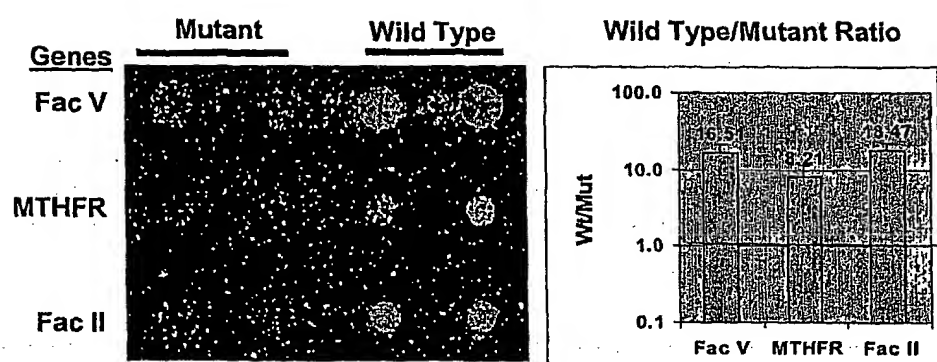 Mutant Wild Type
Genes
Fac V
MTHFR
Fac II
Wild Type/Mutant Ratio
100.0
10.0
1.0
0.1
Wt/Mut
16.51
8.21
18.47
Fac V MTHFR Fac II